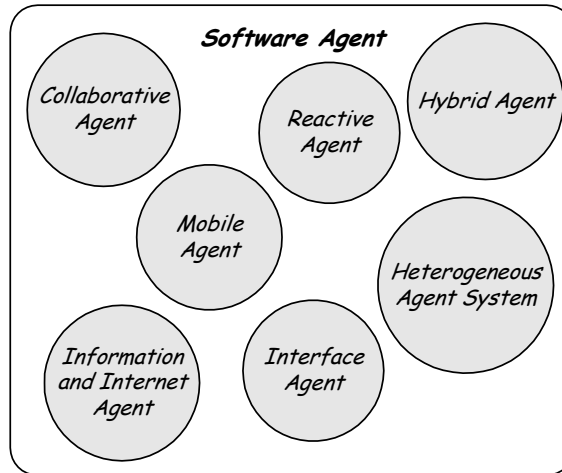 Software Agent
Collaborative
Agent
Reactive
Agent
Hybrid Agent
Mobile
Agent
Heterogeneous
Agent System
Information
and Internet
Agent
Interface
Agent